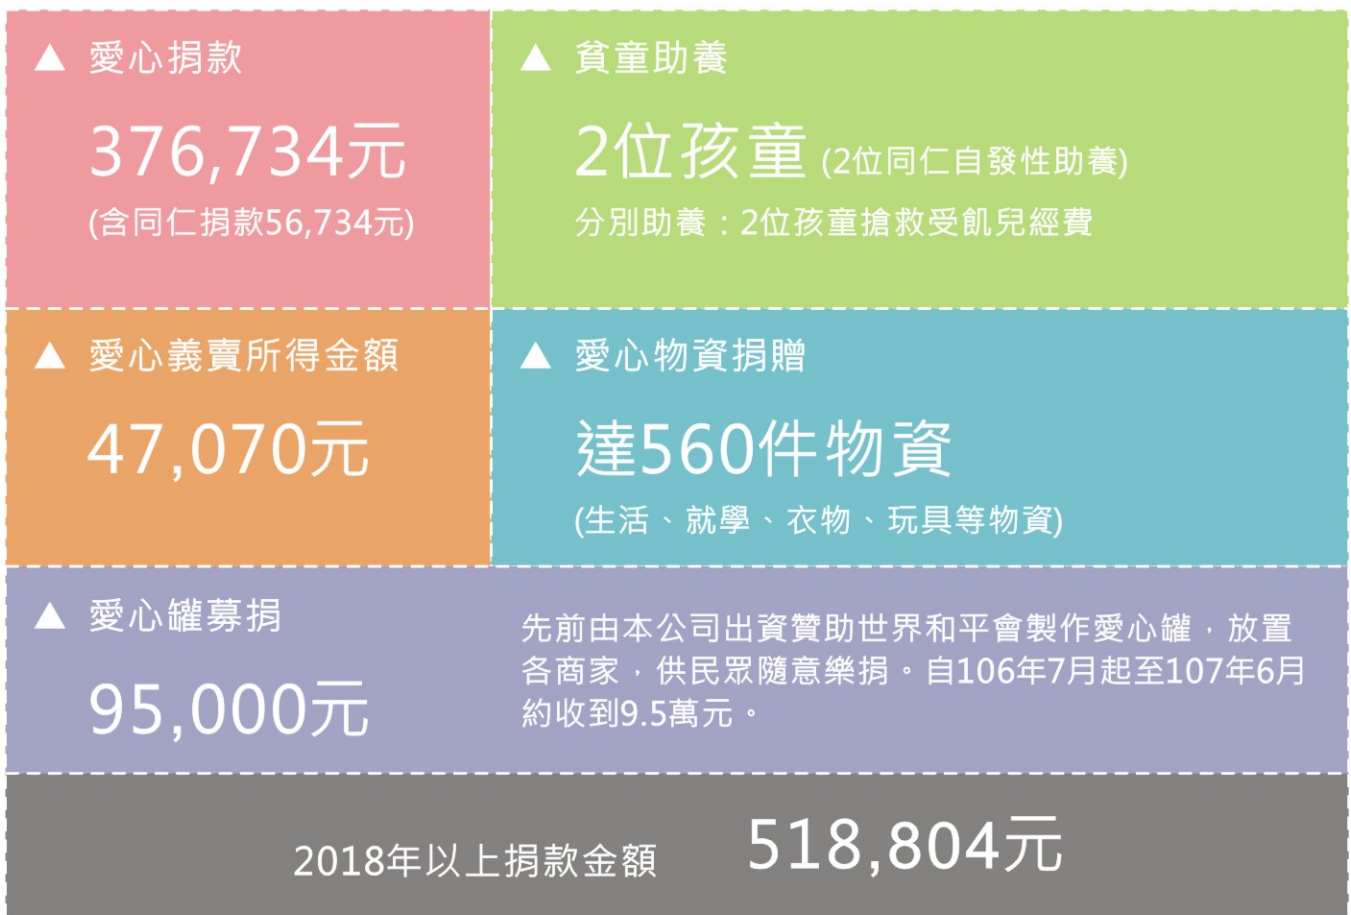 ▲ 愛心捐款
376,734元
(含同仁捐款56,734元)
▲ 貧童助養
2位孩童 (2位同仁自發性助養)
分別助養：2位孩童搶救受飢兒經費
▲ 愛心義賣所得金額
47,070元
▲ 愛心物資捐贈
達560件物資
(生活、就學、衣物、玩具等物資)
▲ 愛心罐募捐
95,000元
先前由本公司出資贊助世界和平會製作愛心罐，放置
各商家，供民眾隨意樂捐。自106年7月起至107年6月
約收到9.5萬元。
2018年以上捐款金額 518,804元